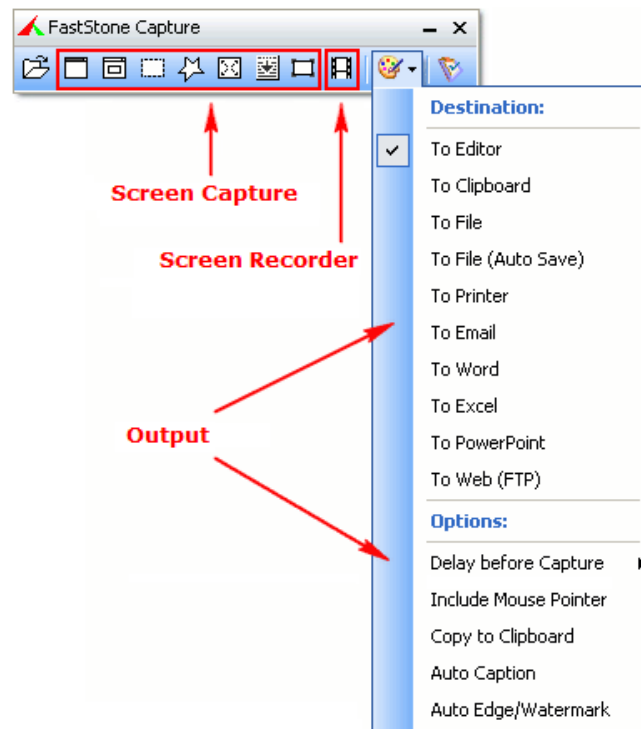 FastStone Capture
Destination:
To Editor
To Clipboard
Screen Capture
To File
Screen Recorder
To File (Auto Save)
To Printer
To Email
To Word
To Excel
Output
To PowerPoint
To Web (FTP)
Options:
Delay before Capture
Include Mouse Pointer
Copy to Clipboard
Auto Caption
Auto Edge/Watermark